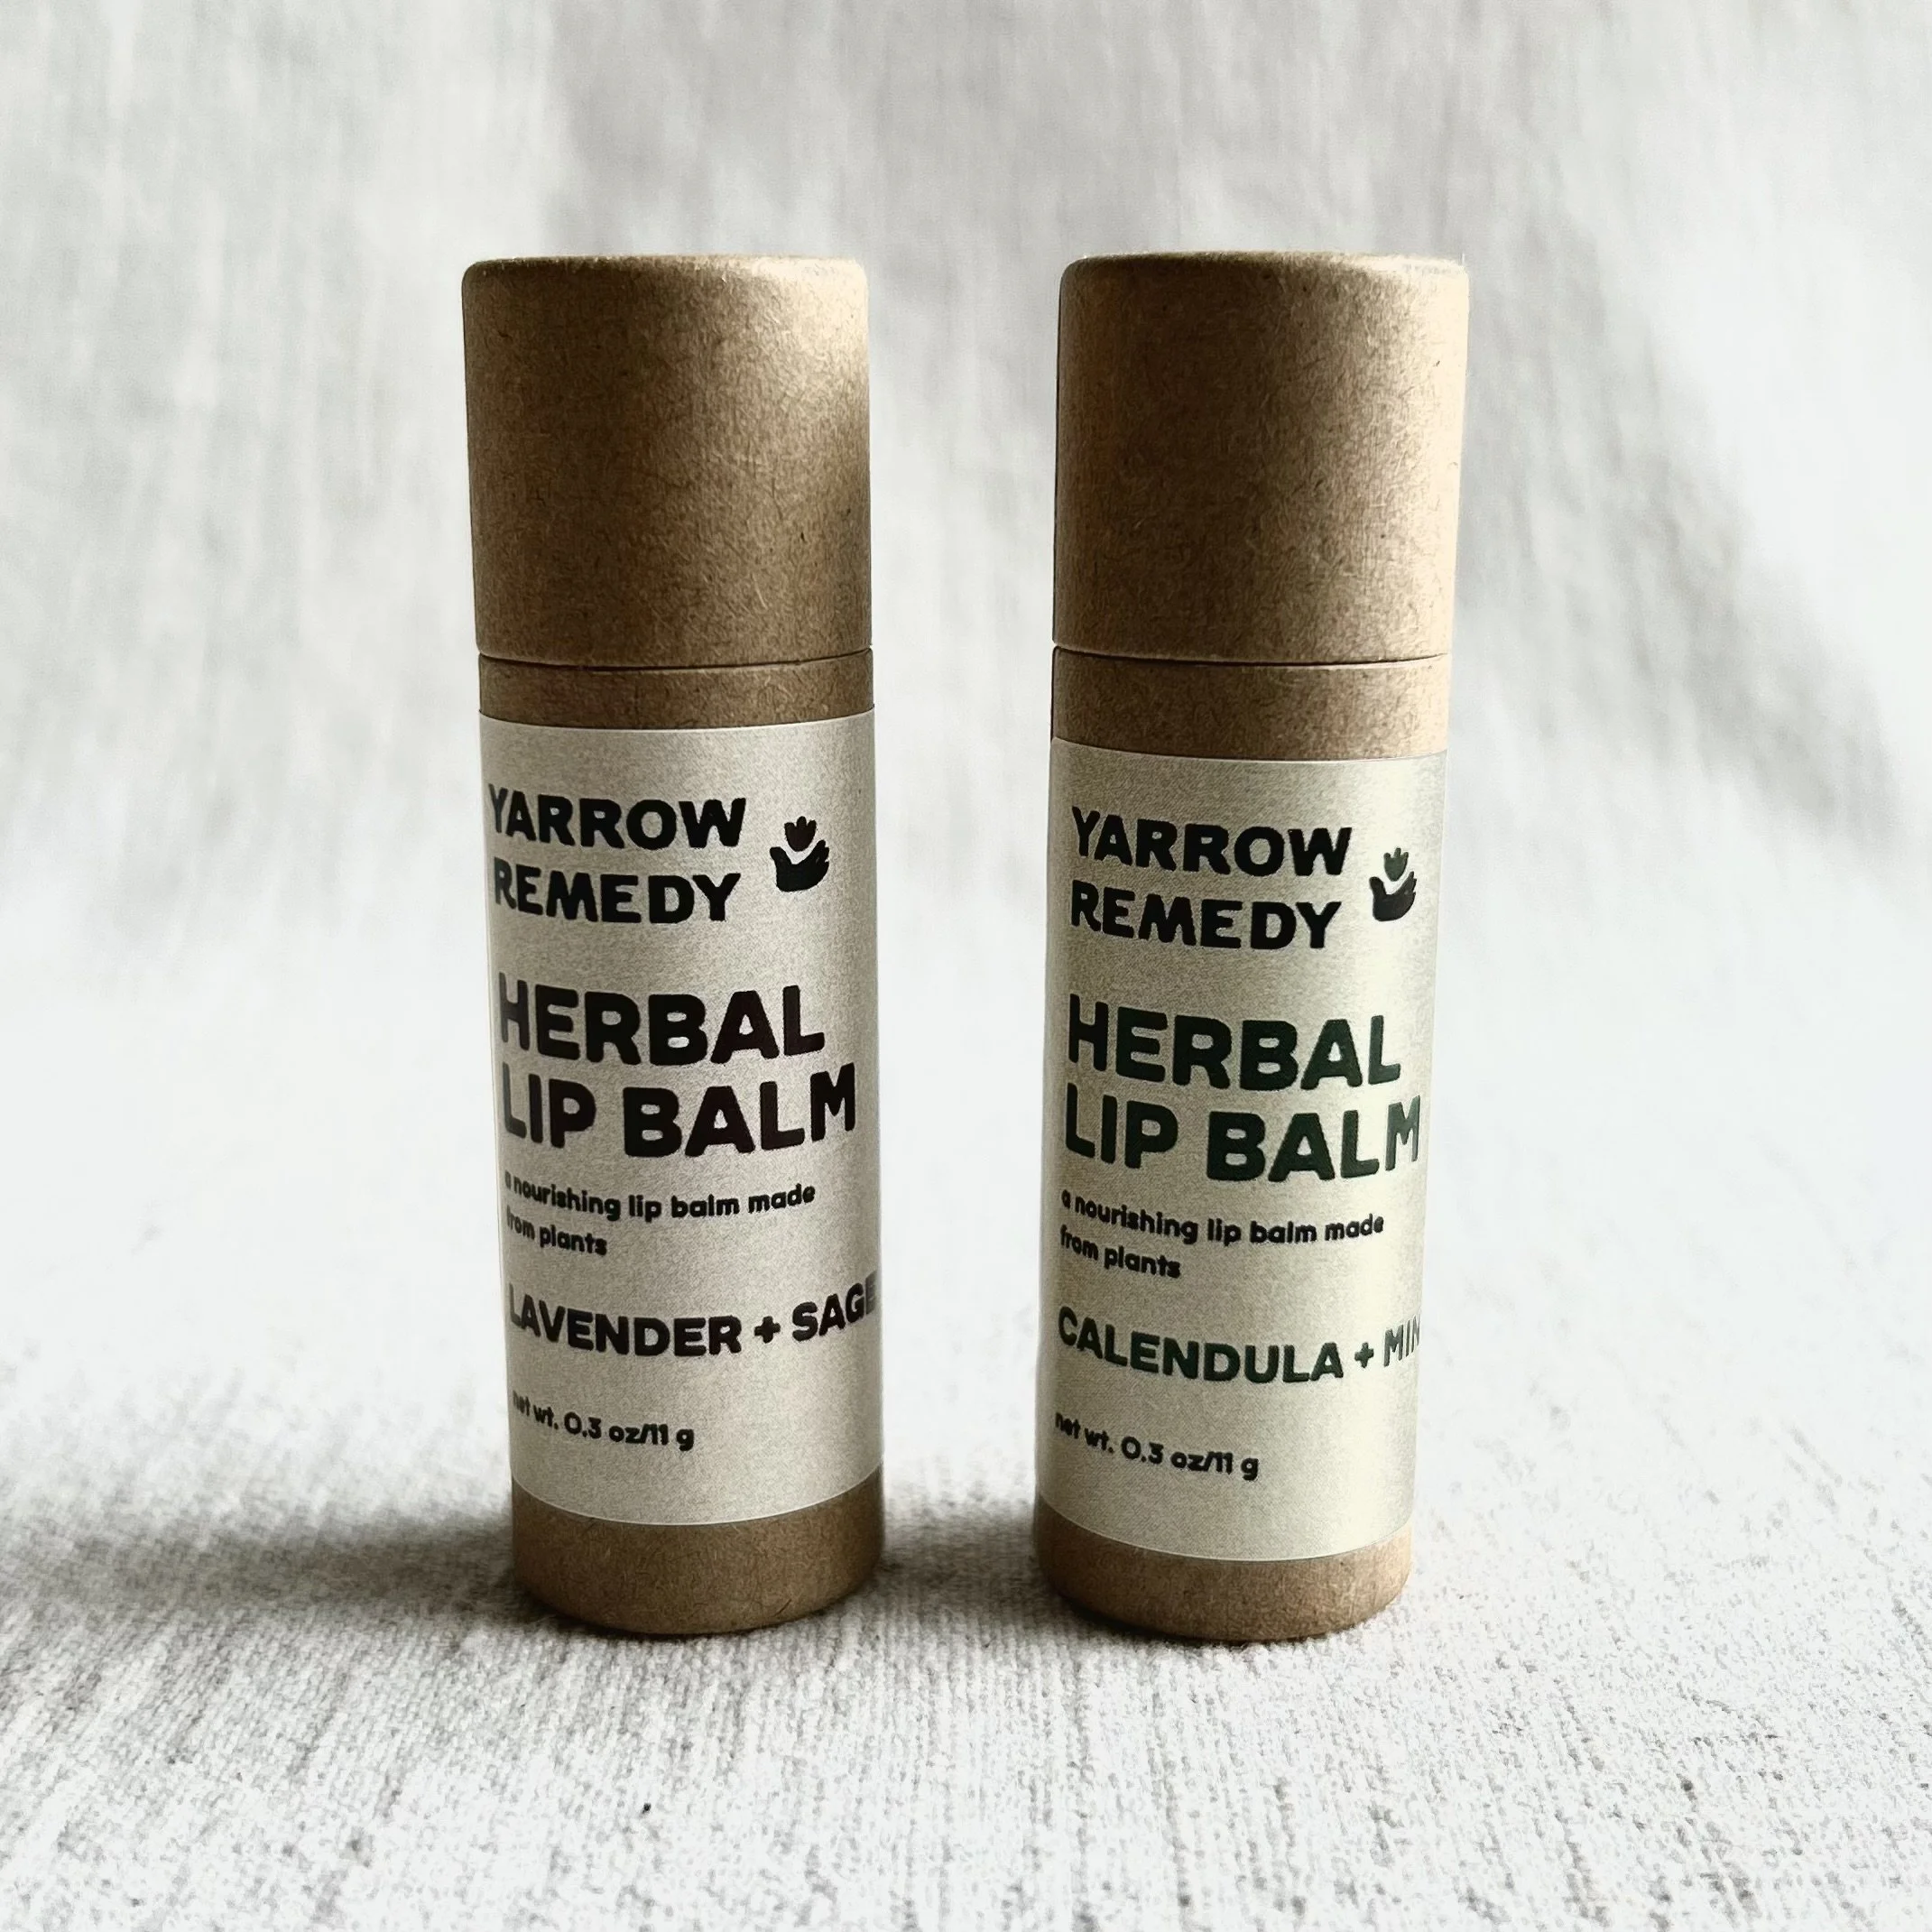 YARROW
REMEDY
HERBAL
LIP BALM
a nourishing lip balm made
from plants
LAVENDER + SAGE
net wt. 0.3 oz/11 g
YARROW
REMEDY
HERBAL
LIP BALM
a nourishing lip balm made
from plants
CALENDULA +
net wt. 0.3 oz/11 g